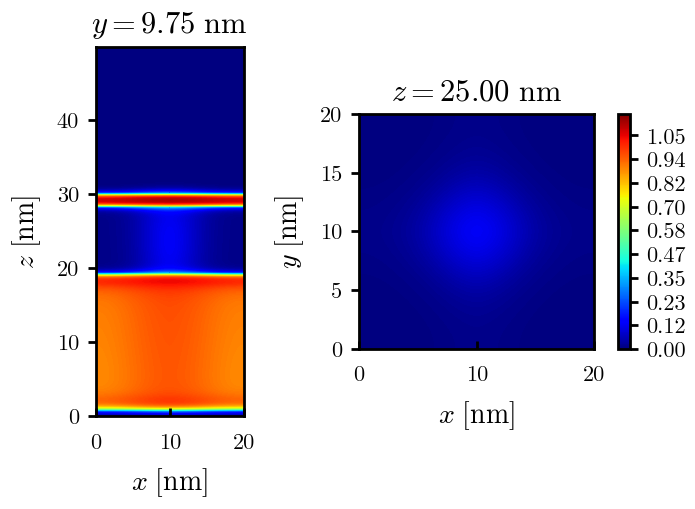 y = 9.75 nm
40
30
20
10
0
z [nm]
0 10 20
x [nm]
z = 25.00 nm
20
15
10
5
0
y [nm]
0 10 20
x [nm]
1.05
0.94
0.82
0.70
0.58
0.47
0.35
0.23
0.12
0.00